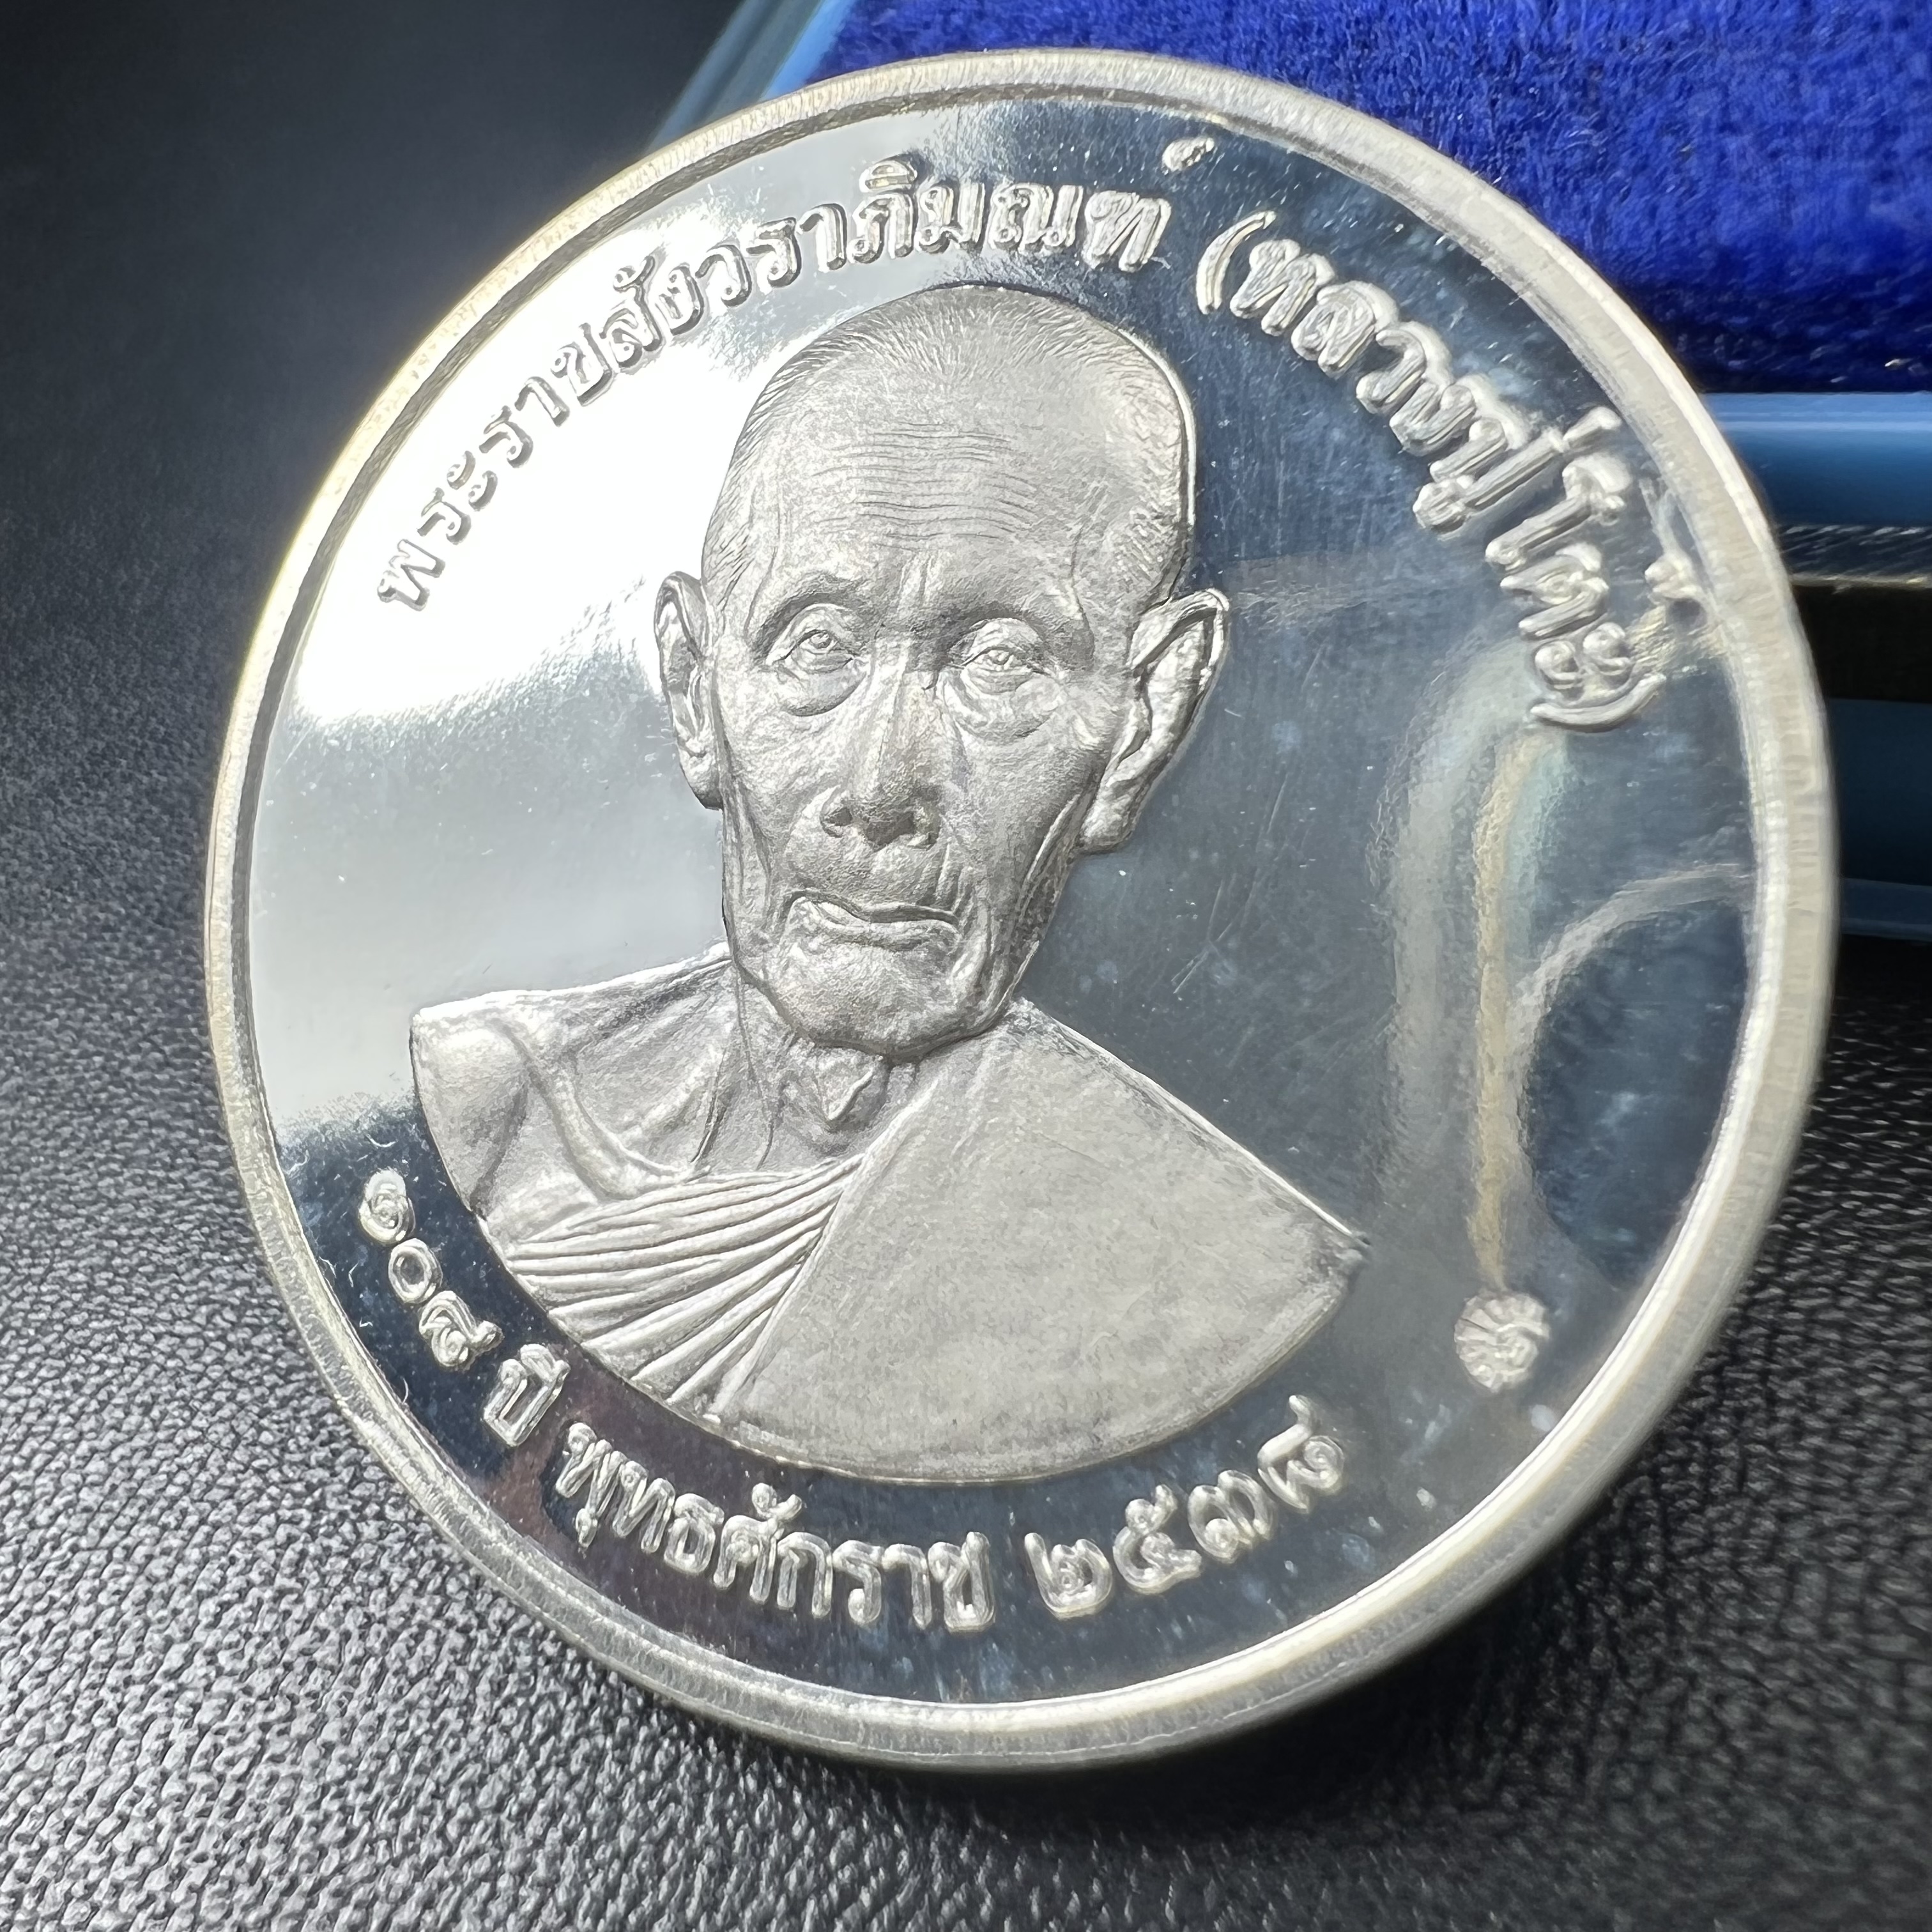 พระราชสังวราภิมณฑ์ (หลวงปู่โต๊ะ)
๑๐๘ ปี พุทธศักราช ๒๕๓๘